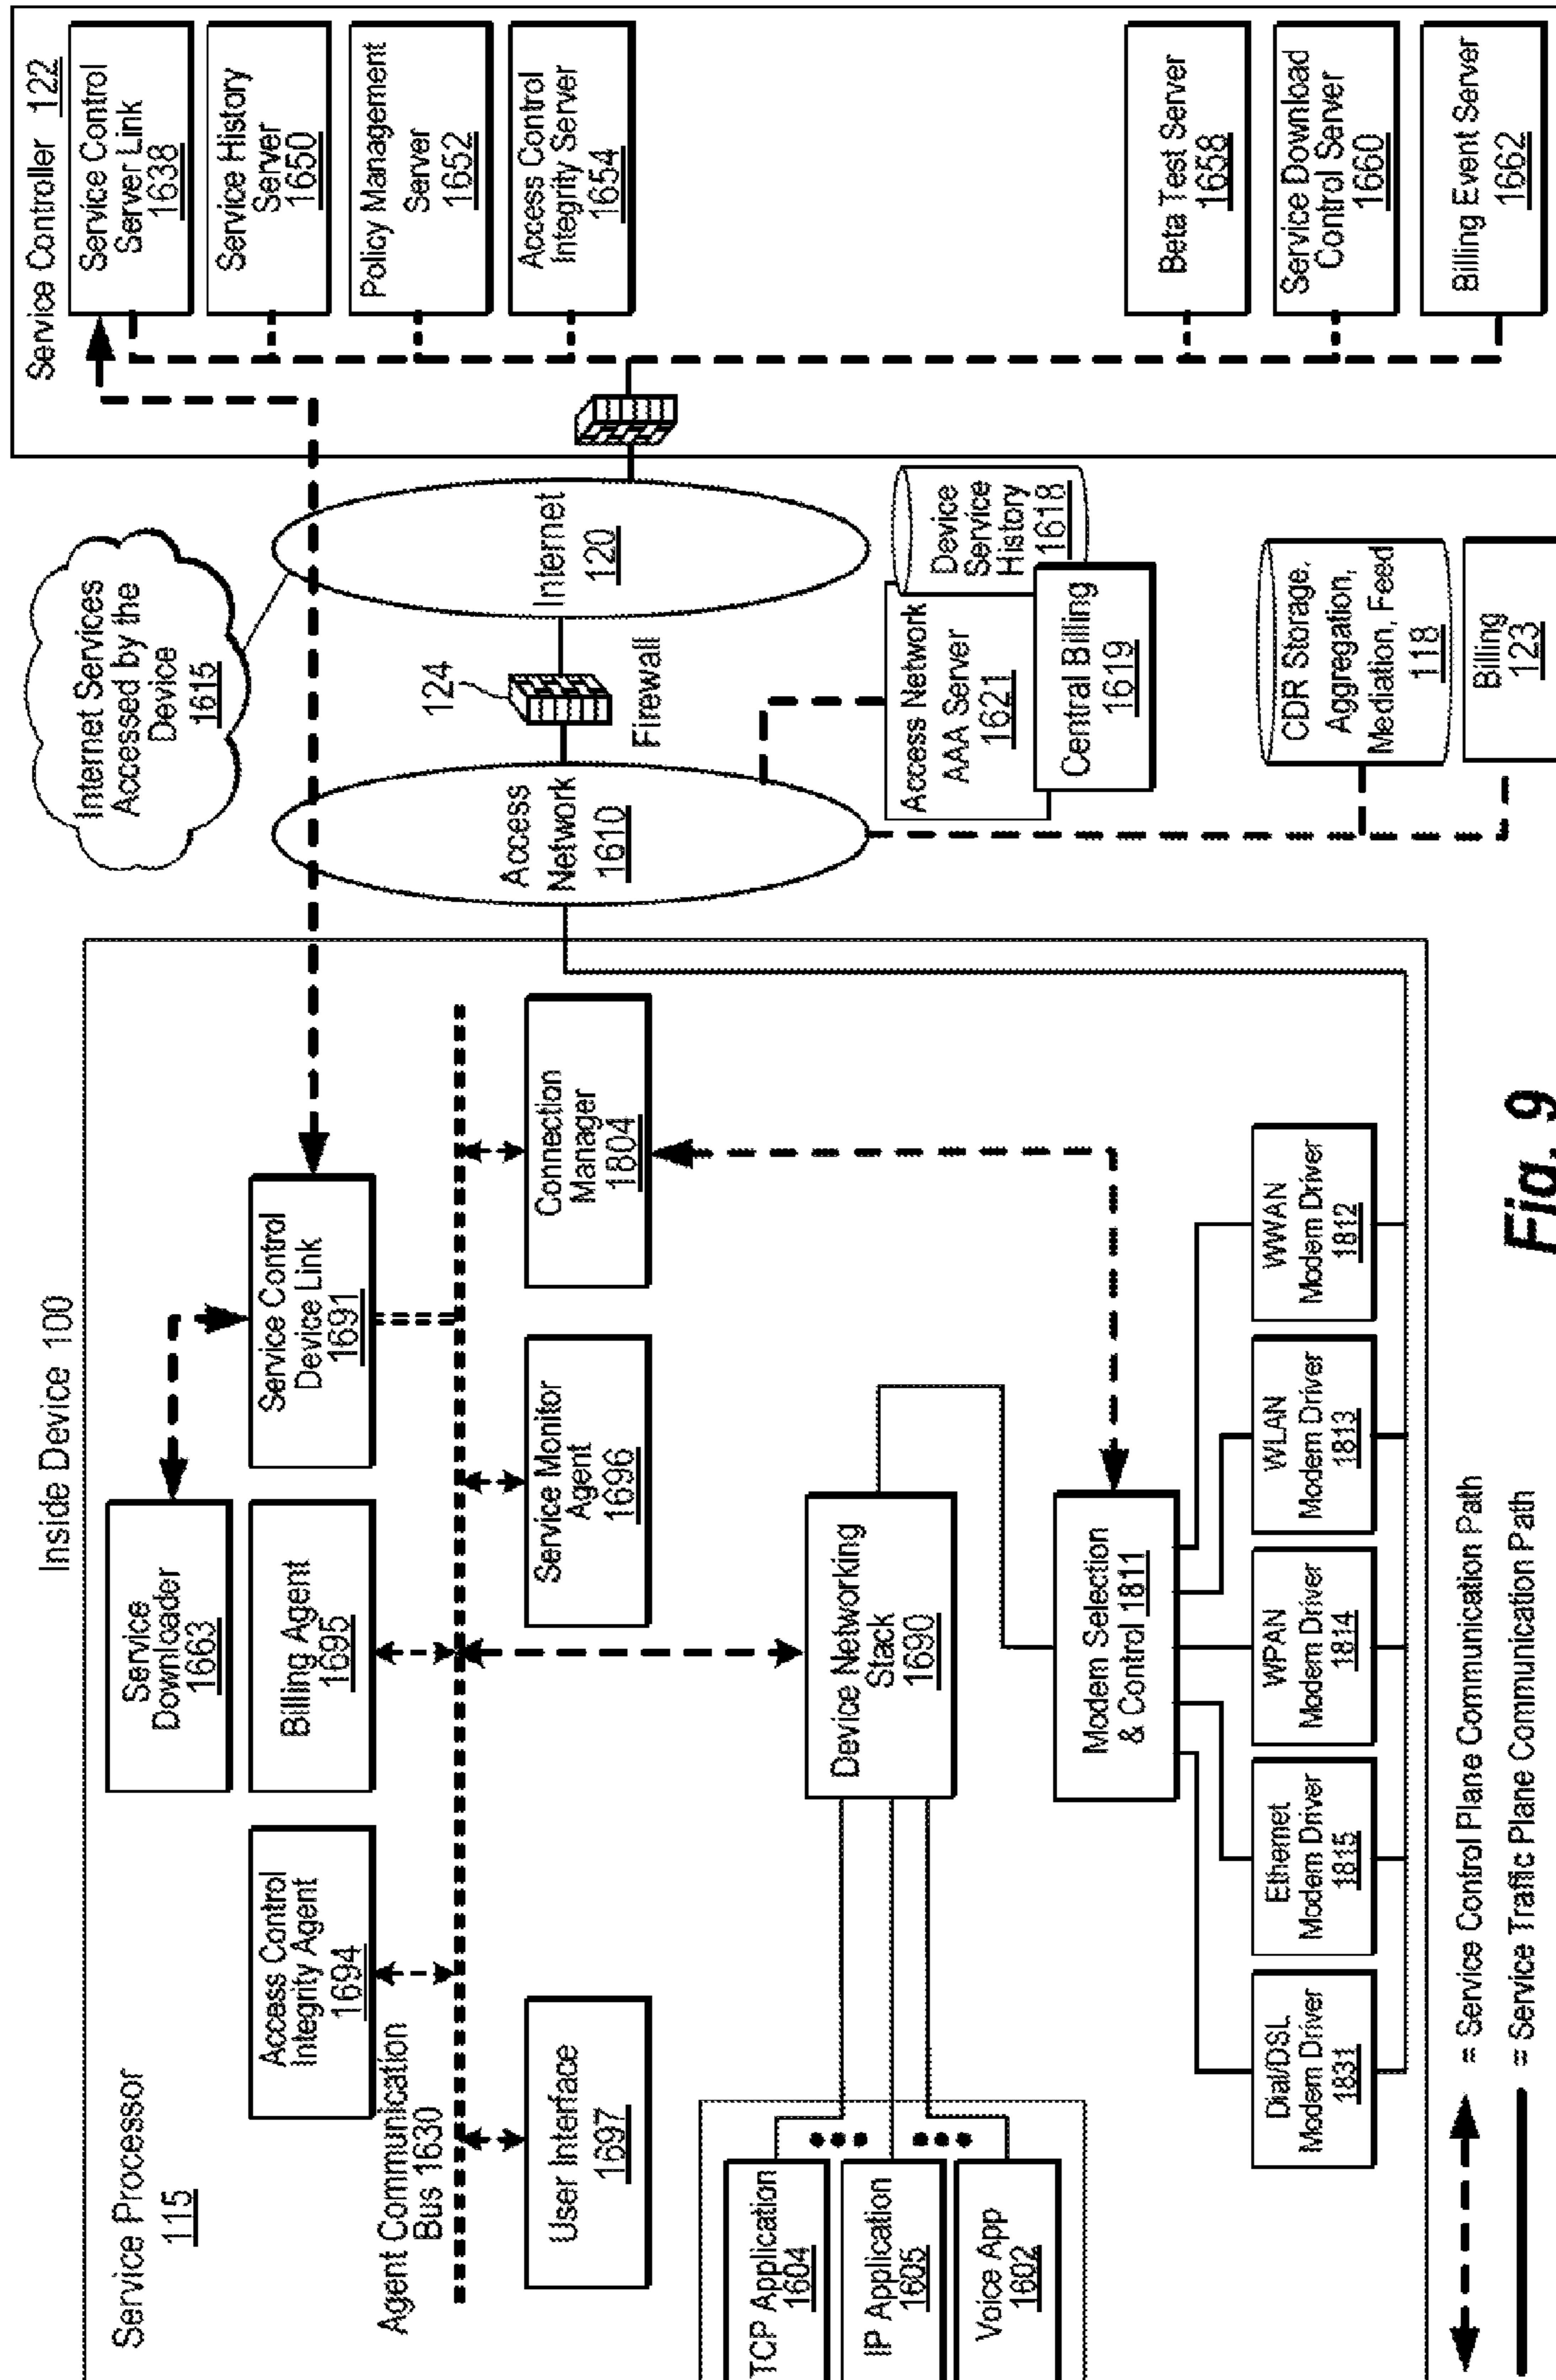 Service Processor
115
Inside Device 100
Service
Downloader
1663
Access Control
Integrity Agent
1694
Billing Agent
1695
Service Control
Device Link
1691
Agent Communication
Bus 1630
User Interface
1697
Service Monitor
Agent
1696
Connection
Manager
1804
TCP Application
1604
IP Application
1605
Voice App
1602
Device Networking
Stack
1690
Modem Selection
& Control 1811
Dial/DSL
Modem Driver
1831
Ethernet
Modem Driver
1815
WPAN
Modem Driver
1814
WLAN
Modem Driver
1813
WWAN
Modem Driver
1812
Internet Services
Accessed by the
Device
1615
Access
Network
1610
124
Firewall
Internet
120
Access Network
AAA Server
1621
Device
Service
History
1618
Central Billing
1619
CDR Storage,
Aggregation,
Mediation, Feed
118
Billing
123
Service Controller 122
Service Control
Server Link
1638
Service History
Server
1650
Policy Management
Server
1652
Access Control
Integrity Server
1654
Beta Test Server
1658
Service Download
Control Server
1660
Billing Event Server
1662
= Service Control Plane Communication Path
= Service Traffic Plane Communication Path
Fig. 9